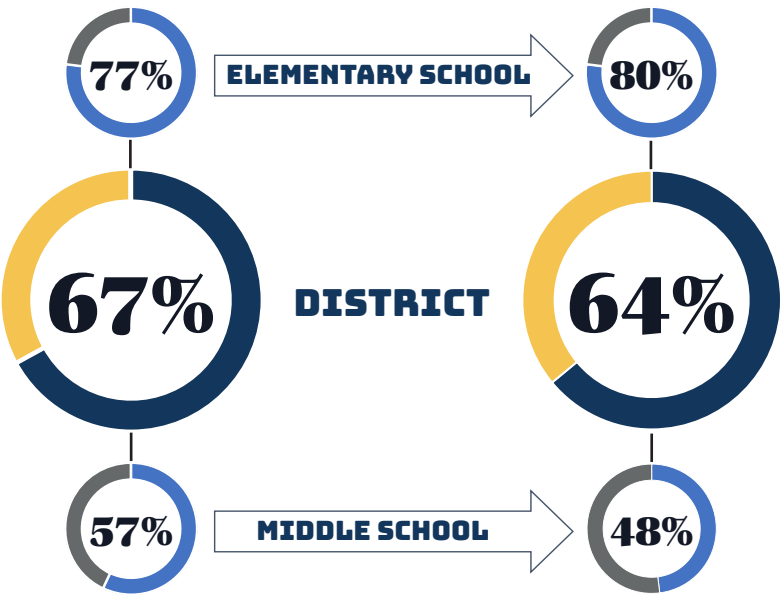 77% ELEMENTARY SCHOOL 80%
67% DISTRICT 64%
57% MIDDLE SCHOOL 48%